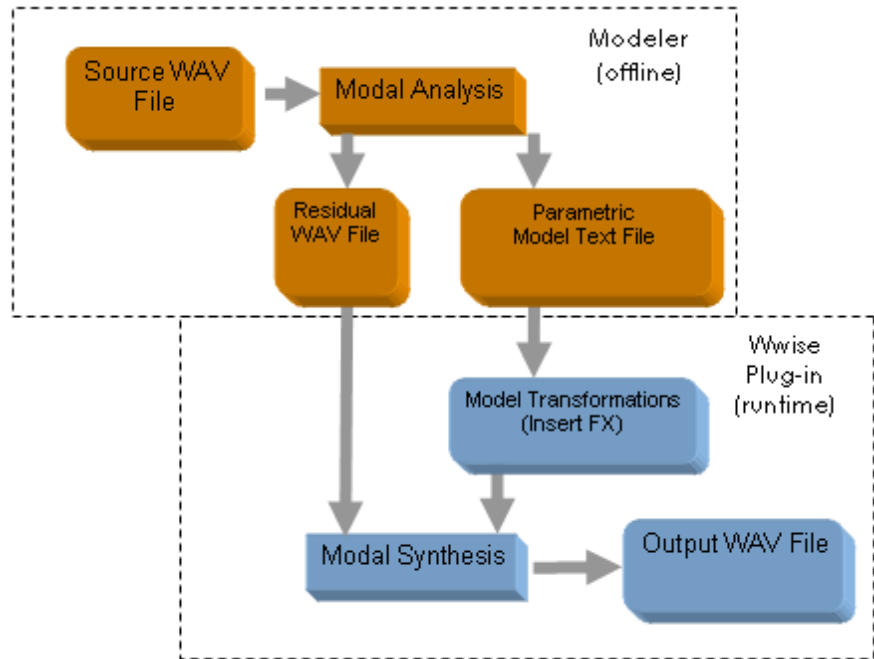 Modeler
(offline)
Source WAV
File
Modal Analysis
Residual
WAV File
Parametric
Model Text File
Wwise
Plug-in
(runtime)
Model Transformations
(Insert FX)
Modal Synthesis
Output WAV File